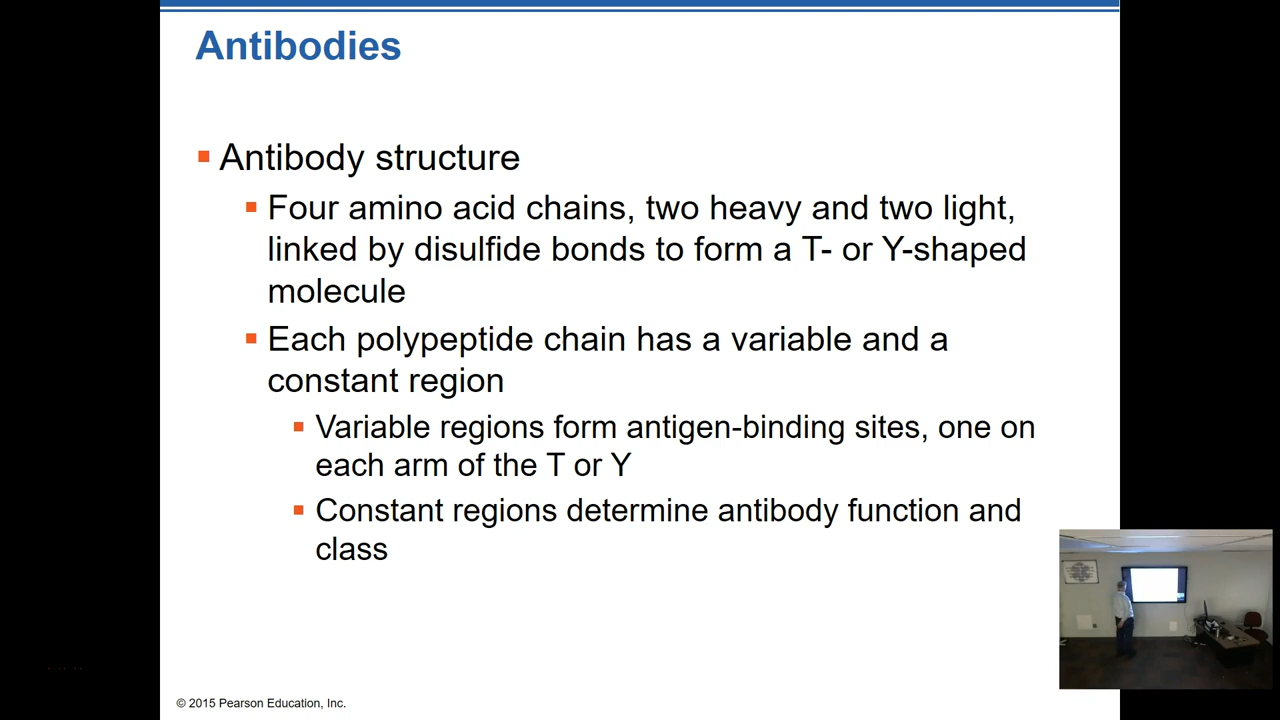 Antibodies
Antibody structure
Four amino acid chains, two heavy and two light,
linked by disulfide bonds to form a T- or Y-shaped
molecule
Each polypeptide chain has a variable and a
constant region
Variable regions form antigen-binding sites, one on
each arm of the T or Y
Constant regions determine antibody function and
class
© 2015 Pearson Education, Inc.